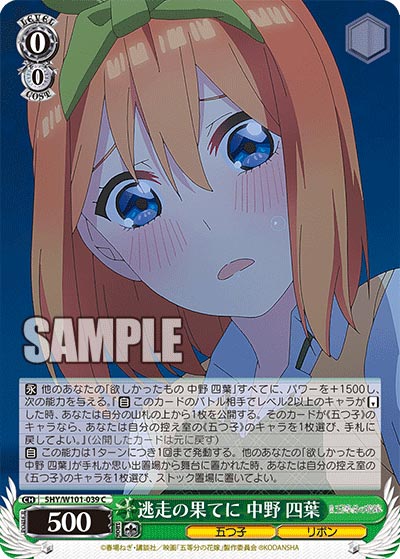 LEVEL
0
0
COST
SAMPLE
永 他のあなたの「欲しかったもの 中野 四葉」すべてに、パワーを+1500し、
次の能力を与える。『自 このカードのバトル相手でレベル2以上のキャラが
した時、あなたは自分の山札の上から1枚を公開する。そのカードが《五つ子》の
キャラなら、あなたは自分の控え室の《五つ子》のキャラを1枚選び、手札に
戻してよい。』（公開したカードは元に戻す）
自 この能力は1ターンにつき1回まで発動する。他のあなたの「欲しかったもの
中野 四葉」が手札か思い出置場から舞台に置かれた時、あなたは自分の控え室の
《五つ子》のキャラを1枚選び、ストック置場に置いてよい。
CH 5HY/W101-039 C
500
逃走の果てに 中野 四葉
五つ子
リボン
©春場ねぎ・講談社／映画「五等分の花嫁」製作委員会 ®KODANSHA